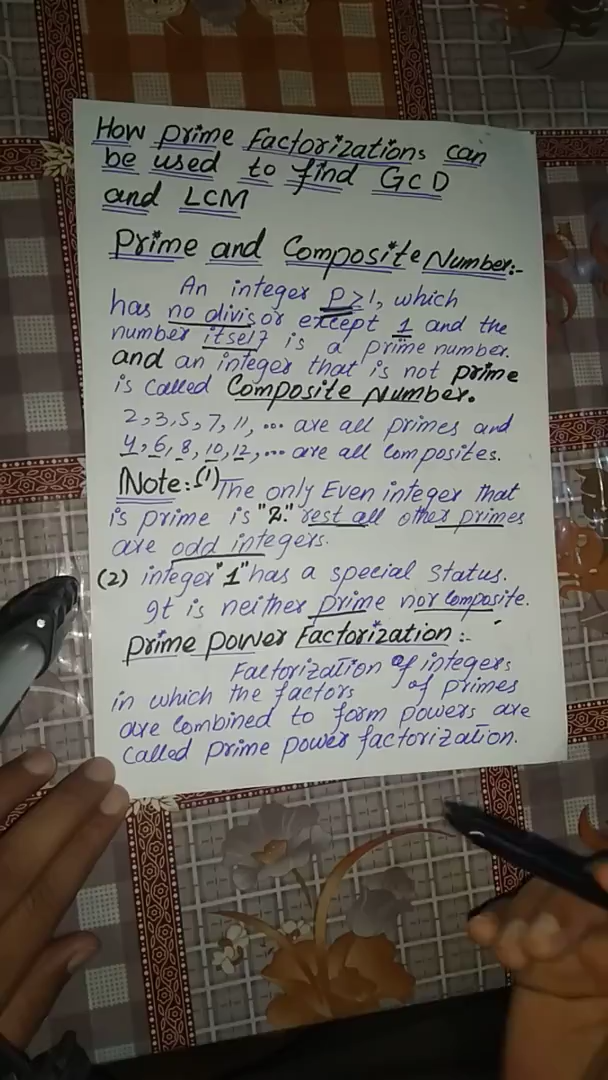 How prime Factorizations can
be used to find GCD
and LCM
Prime and Composite Number:-
An integer P≥1, which
has no divisor except 1 and the
number itself is a prime number.
and an integer that is not prime
is called Composite Number.
2,3,5,7,11,... are all primes and
4,6,8,10,12,... are all Composites.
Note:-(1) The only Even integer that
is prime is "2." rest all other primes
are odd integers.
(2) integer "1" has a special status.
It is neither prime nor Composite.
Prime power Factorization:-
Factorization of integers
in which the factors of primes
are combined to form powers are
called prime power factorization.